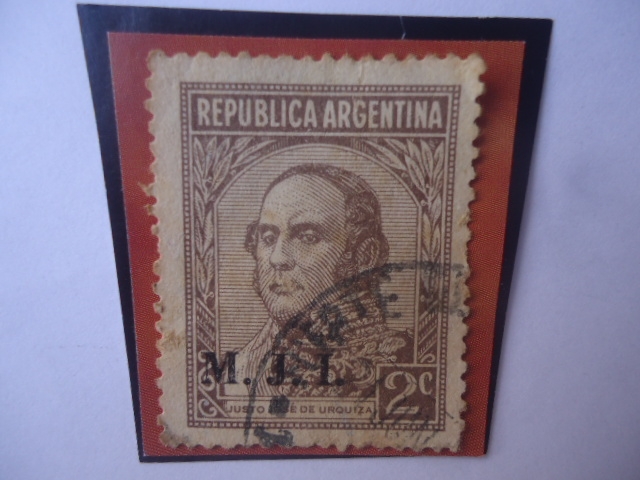 REPUBLICA ARGENTINA
M. J. I.
2c
JUSTO JOSE DE URQUIZA